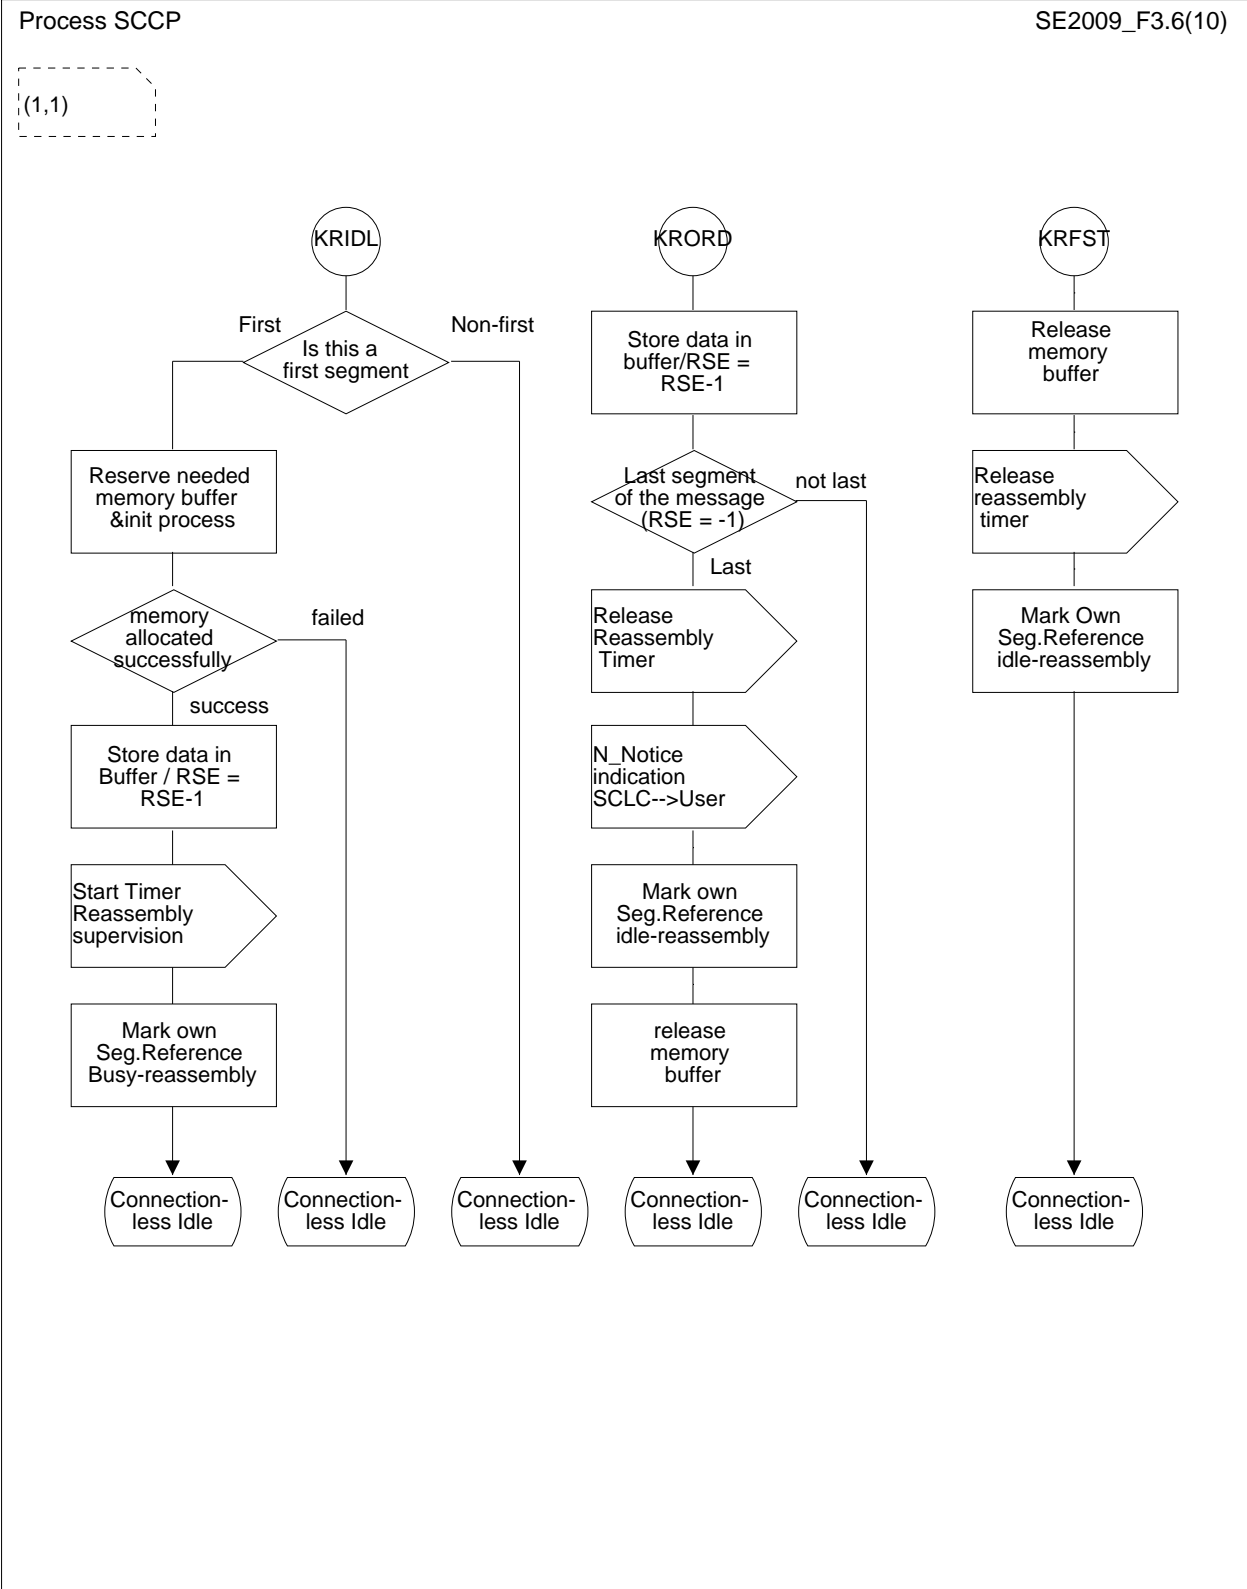 Process SCCP
SE2009_F3.6(10)
(1,1)
KRIDL
First
Non-first
Is this a
first segment
Reserve needed
memory buffer
&init process
memory
allocated
successfully
failed
success
Store data in
Buffer / RSE =
RSE-1
Start Timer
Reassembly
supervision
Mark own
Seg.Reference
Busy-reassembly
Connection-
less Idle
Connection-
less Idle
Connection-
less Idle
KRORD
Store data in
buffer/RSE =
RSE-1
Last segment
of the message
(RSE = -1)
not last
Last
Release
Reassembly
Timer
N_Notice
indication
SCLC-->User
Mark own
Seg.Reference
idle-reassembly
release
memory
buffer
Connection-
less Idle
Connection-
less Idle
KRFST
Release
memory
buffer
Release
reassembly
timer
Mark Own
Seg.Reference
idle-reassembly
Connection-
less Idle